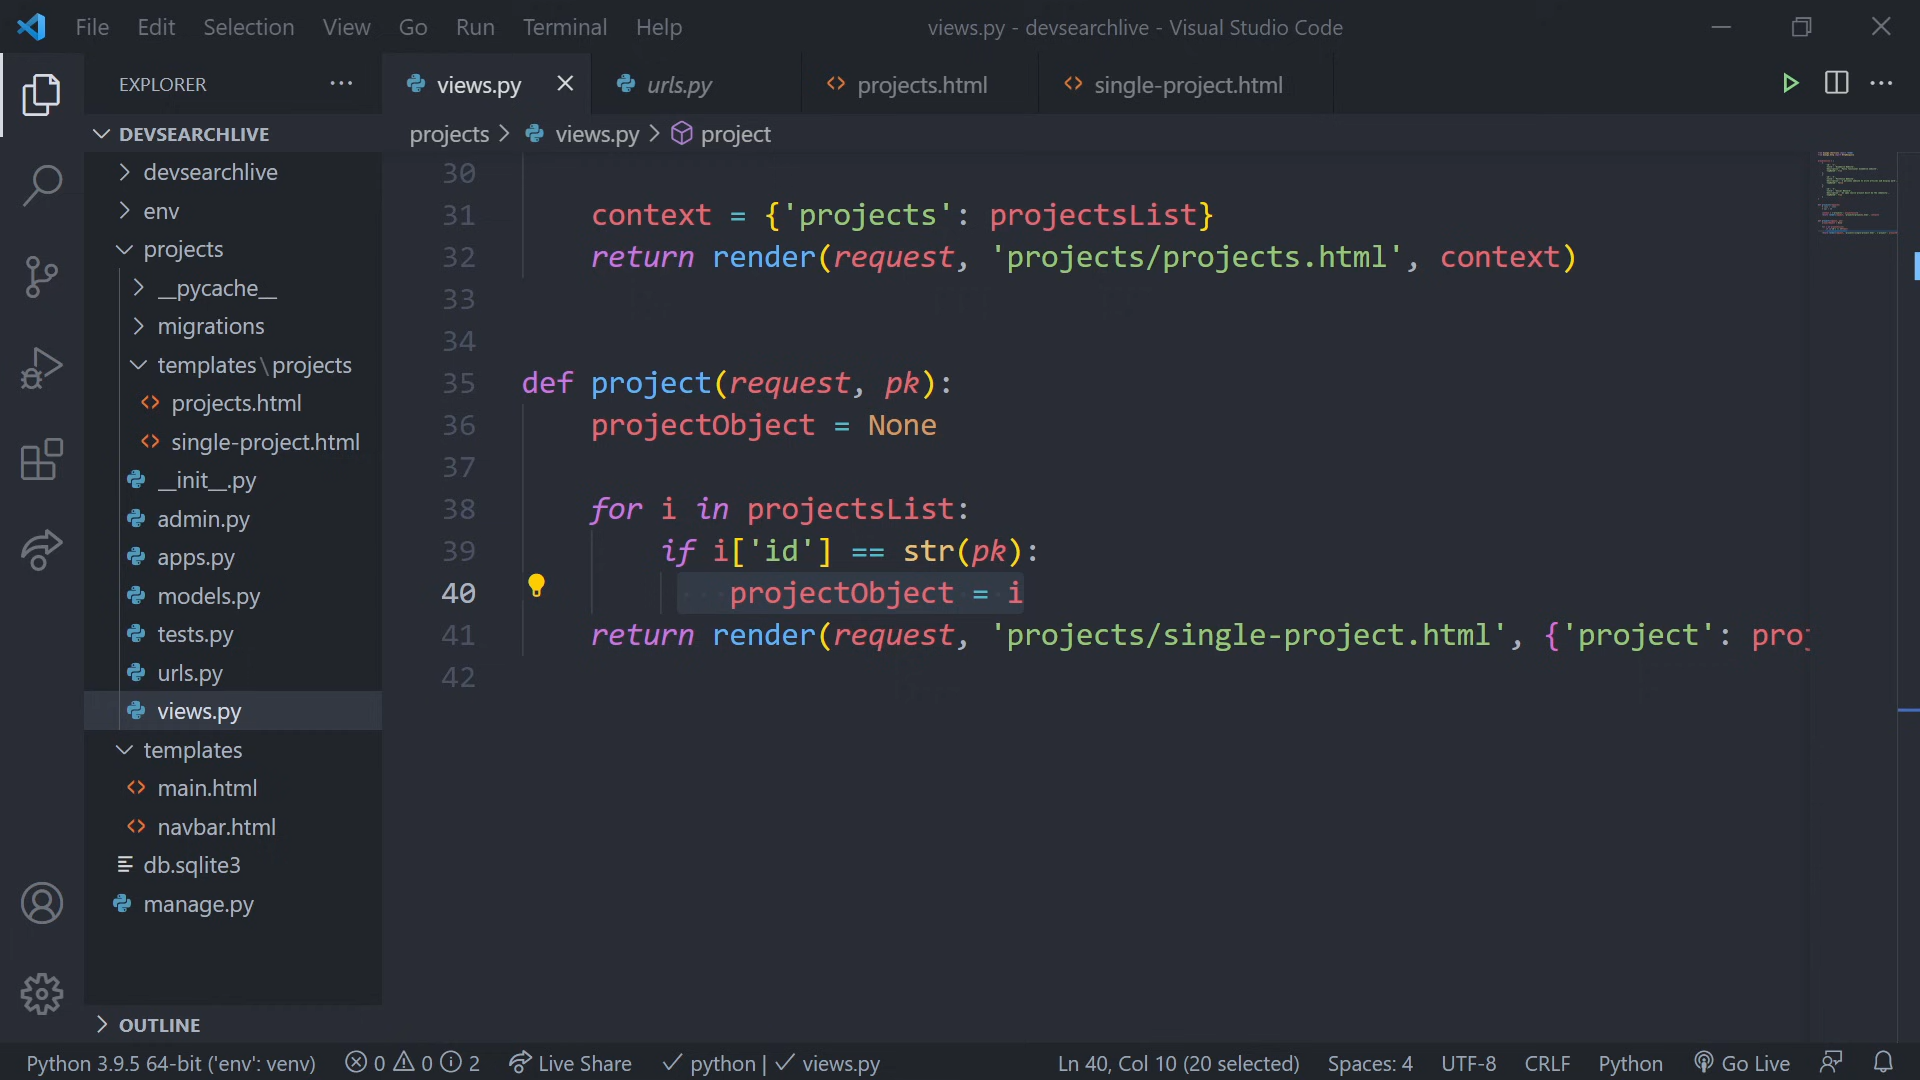 File Edit Selection View Go Run Terminal Help views.py - devsearchlive - Visual Studio Code
EXPLORER
views.py urls.py projects.html single-project.html
DEVSEARCHLIVE
projects > views.py > project
devsearchlive
env
projects
__pycache__
migrations
templates\projects
projects.html
single-project.html
__init__.py
admin.py
apps.py
models.py
tests.py
urls.py
views.py
templates
main.html
navbar.html
db.sqlite3
manage.py
OUTLINE
30
31 context = {'projects': projectsList}
32 return render(request, 'projects/projects.html', context)
33
34
35 def project(request, pk):
36 projectObject = None
37
38 for i in projectsList:
39 if i['id'] == str(pk):
40 projectObject = i
41 return render(request, 'projects/single-project.html', {'project': proj
42
Python 3.9.5 64-bit ('env': venv) 0 0 2 Live Share python | views.py Ln 40, Col 10 (20 selected) Spaces: 4 UTF-8 CRLF Python Go Live